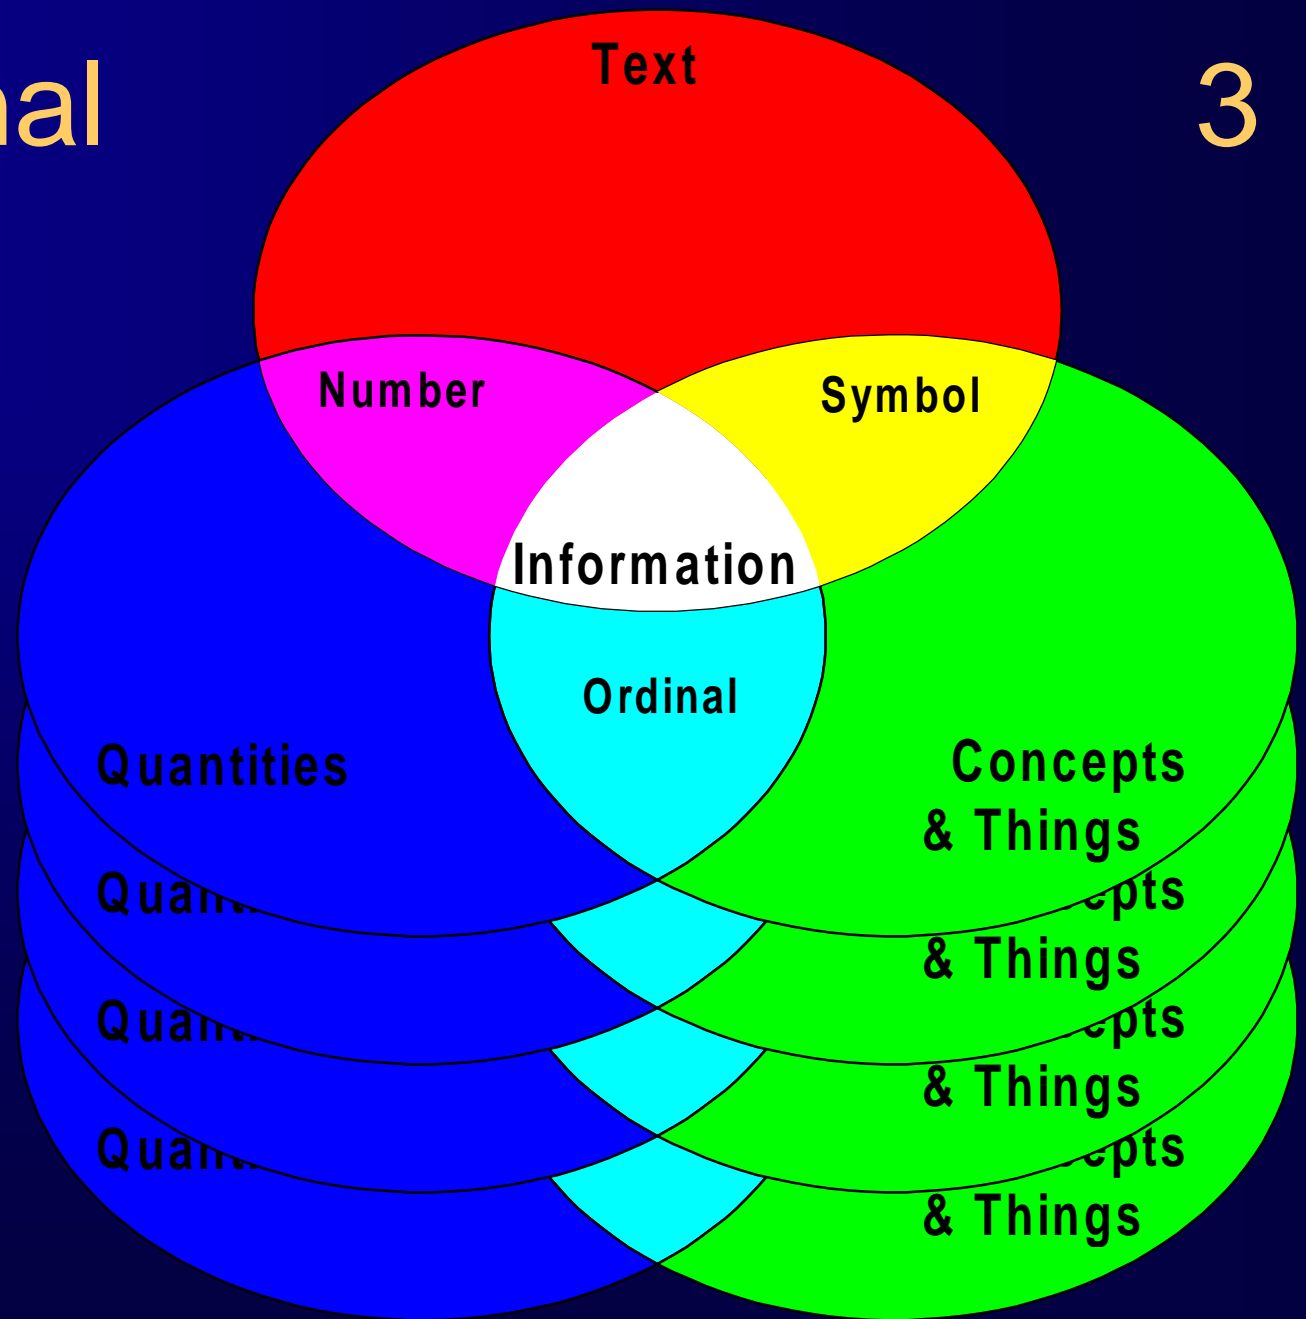 nal 3
Text
Number
Symbol
Information
Ordinal
Quantities
Concepts
& Things
& Things
& Things
& Things